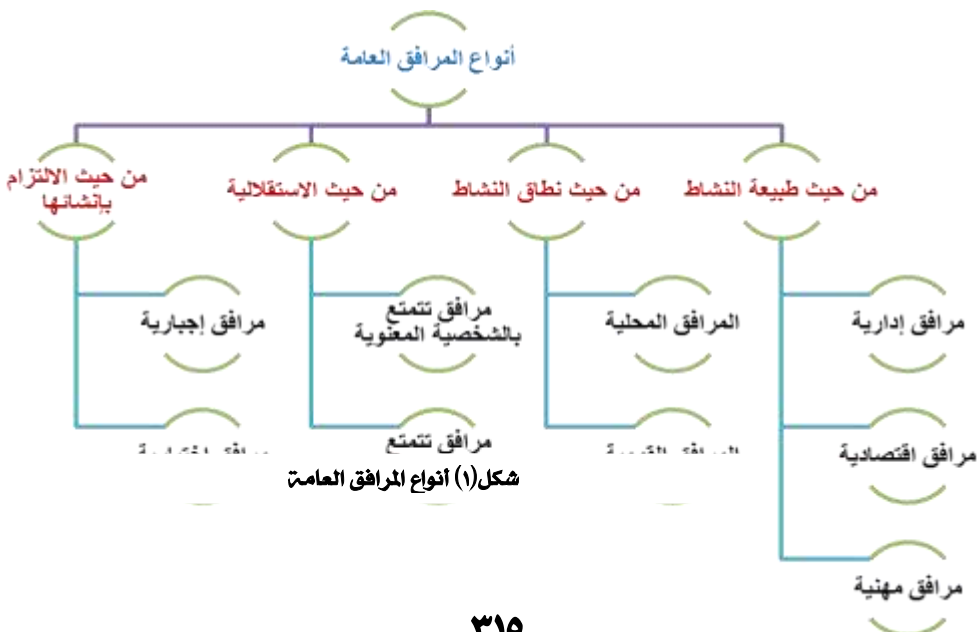 أنواع المرافق العامة
من حيث طبيعة النشاط
من حيث نطاق النشاط
من حيث الاستقلالية
من حيث الالتزام
بإنشائها
مرافق إدارية
المرافق المحلية
مرافق تتمتع
بالشخصية المعنوية
مرافق إجبارية
مرافق اقتصادية
مرافق تتمتع
مرافق مهنية
شكل(١) أنواع المرافق العامة
٣١٥